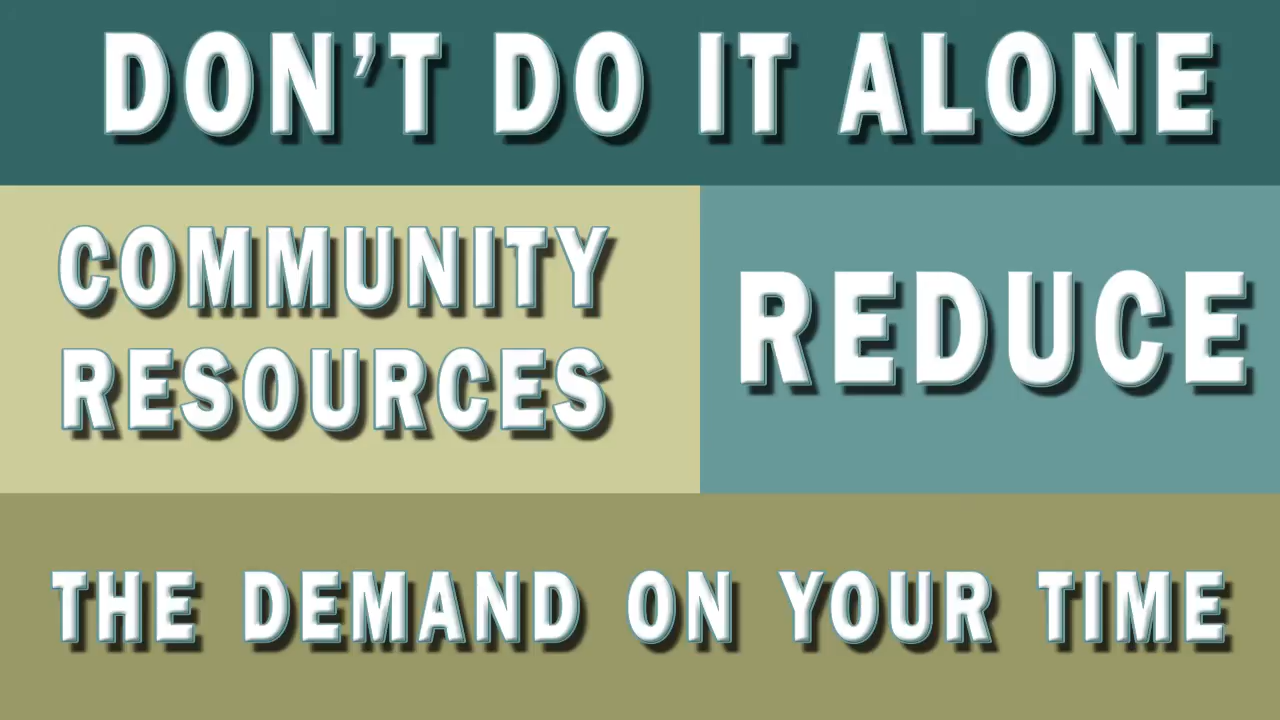 DON'T DO IT ALONE
COMMUNITY
RESOURCES
REDUCE
THE DEMAND ON YOUR TIME